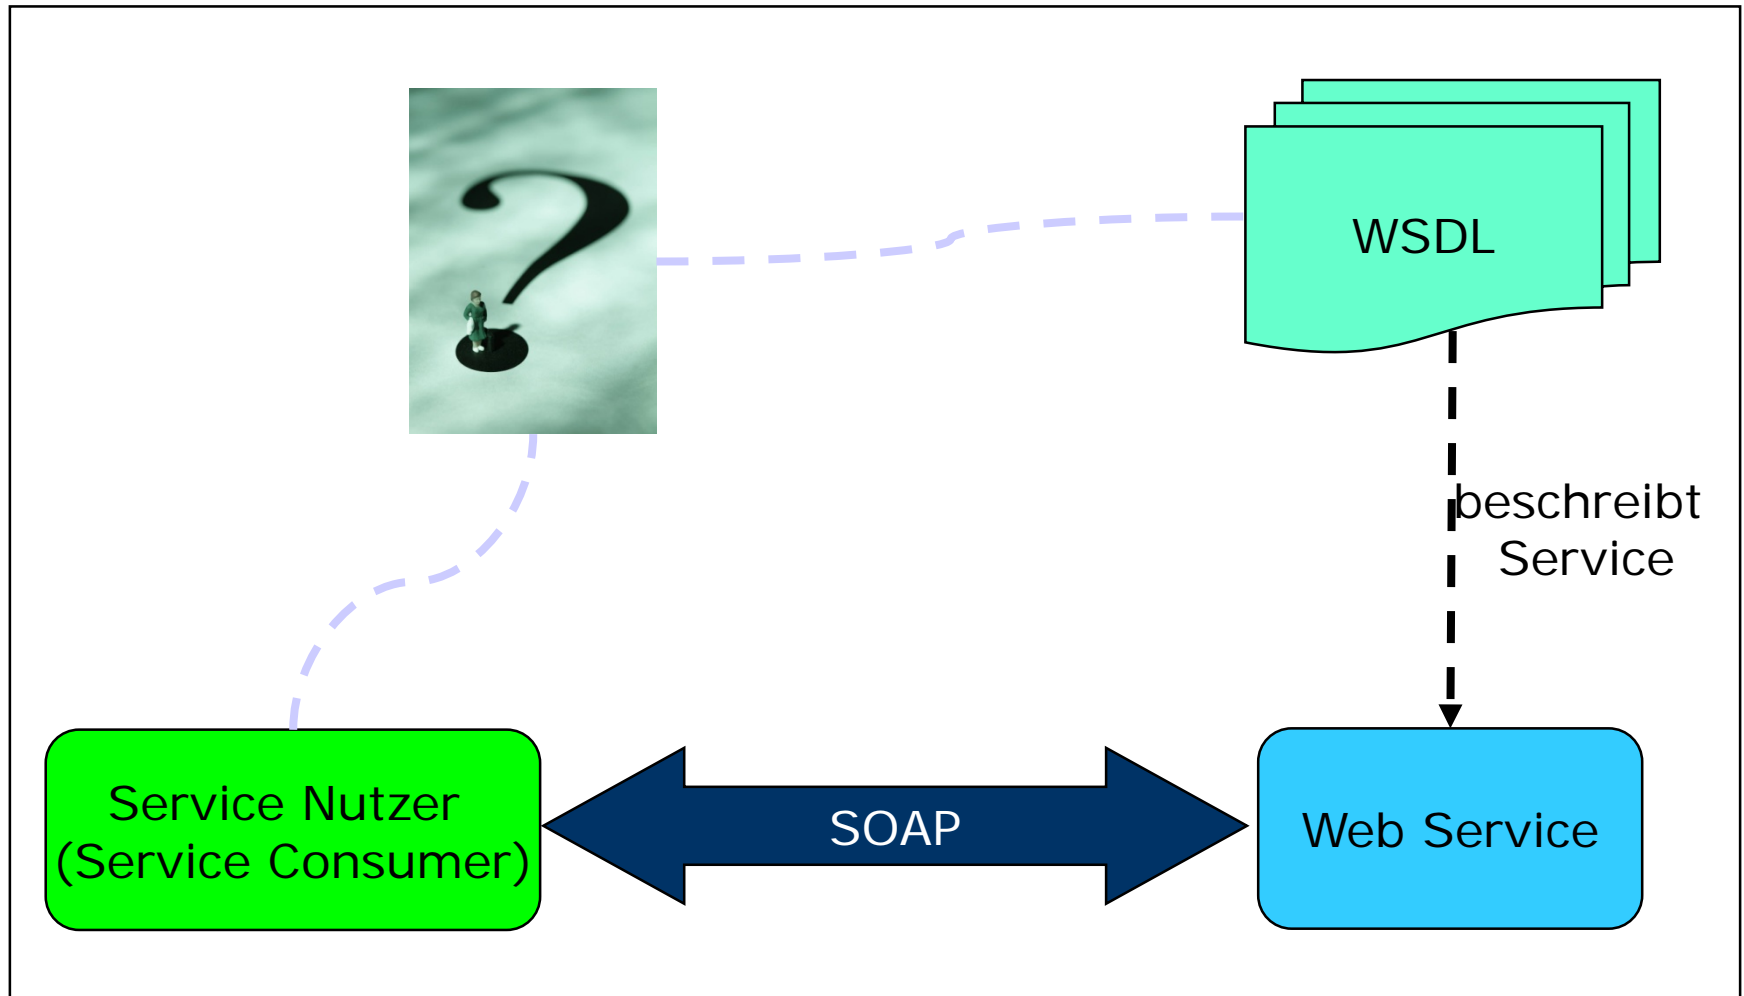 WSDL
beschreibt
Service
Service Nutzer
(Service Consumer)
SOAP
Web Service